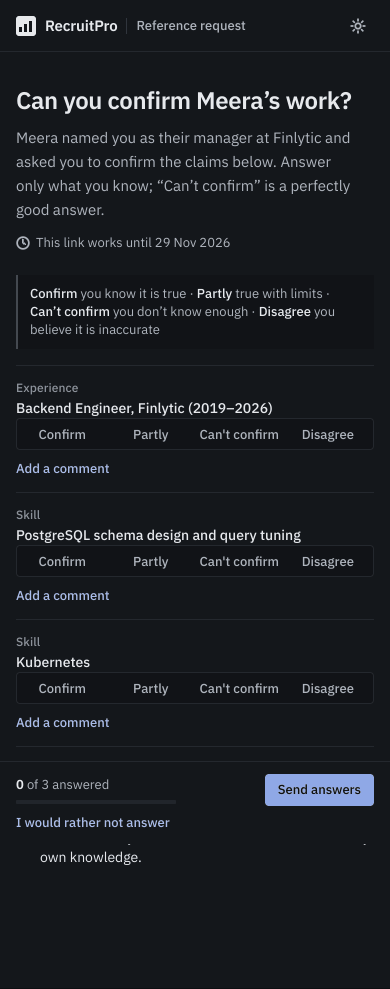 RecruitPro
Reference request
Can you confirm Meera’s work?
Meera named you as their manager at Finlytic and
asked you to confirm the claims below. Answer
only what you know; “Can’t confirm” is a perfectly
good answer.
This link works until 29 Nov 2026
Confirm you know it is true · Partly true with limits ·
Can’t confirm you don’t know enough · Disagree you
believe it is inaccurate
Experience
Backend Engineer, Finlytic (2019–2026)
Confirm Partly Can't confirm Disagree
Add a comment
Skill
PostgreSQL schema design and query tuning
Confirm Partly Can't confirm Disagree
Add a comment
Skill
Kubernetes
Confirm Partly Can't confirm Disagree
Add a comment
0 of 3 answered
Send answers
I would rather not answer
own knowledge.